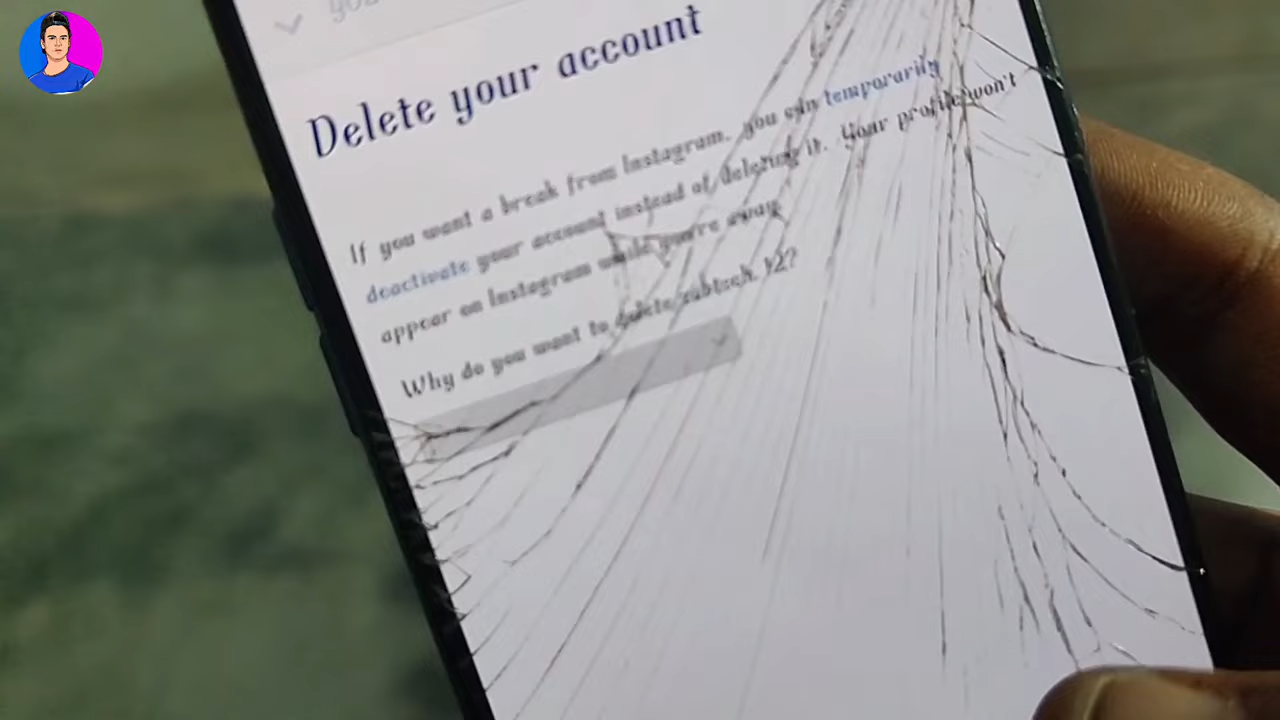 you
Delete your account
If you want a break from Instagram, you can temporarily
deactivate your account instead of deleting it. Your profile won't
appear on Instagram while you're away.
Why do you want to delete